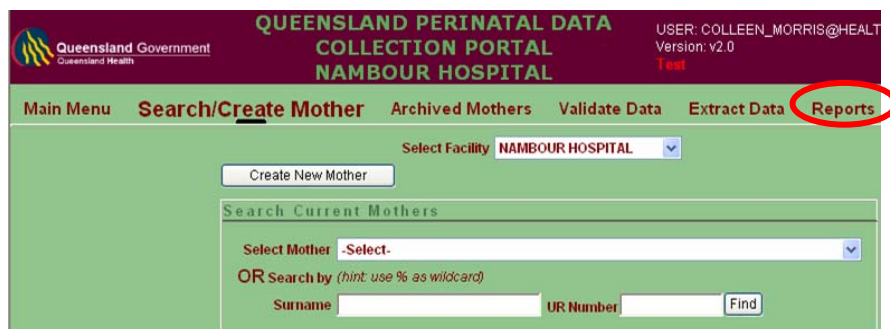 QUEENSLAND PERINATAL DATA
COLLECTION PORTAL
NAMBOUR HOSPITAL
Queensland Government
Queensland Health
USER: COLLEEN_MORRIS@HEALT
Version: v2.0
Test
Main Menu Search/Create Mother Archived Mothers Validate Data Extract Data Reports
Select Facility NAMBOUR HOSPITAL
Create New Mother
Search Current Mothers
Select Mother -Select-
OR Search by (hint: use % as wildcard)
Surname UR Number Find